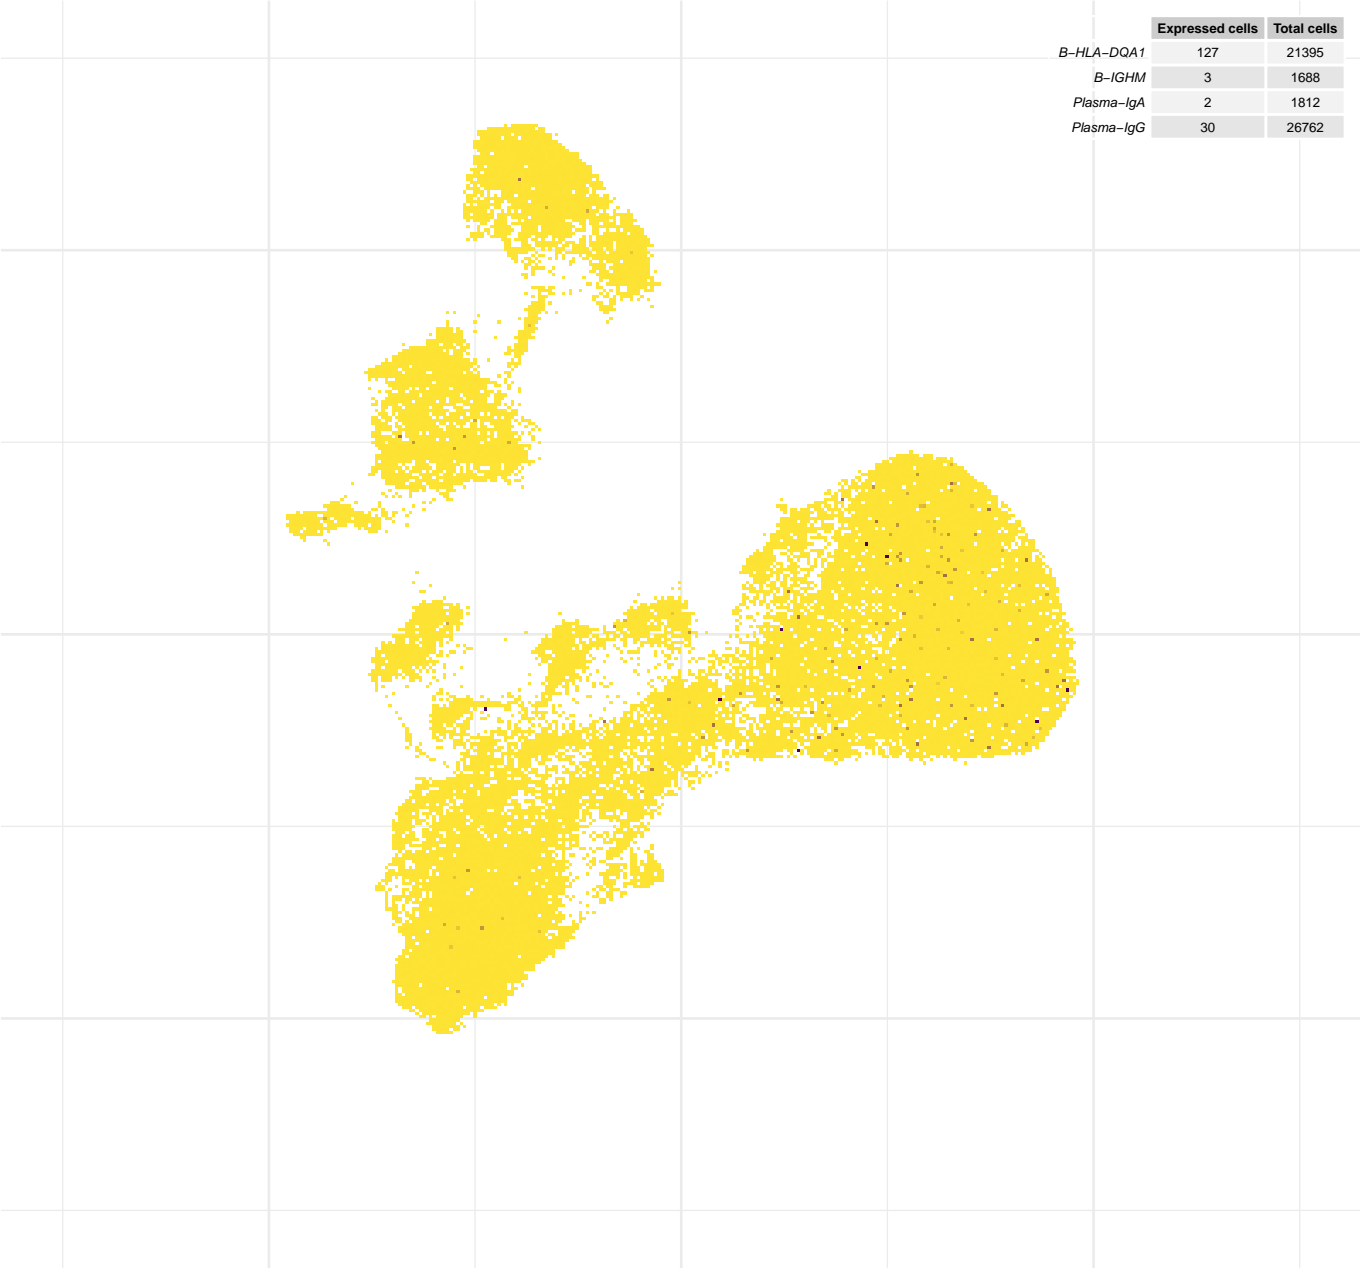 Expressed cells Total cells
B−HLA−DQA1 127 21395
B−IGHM 3 1688
Plasma−IgA 2 1812
Plasma−IgG 30 26762